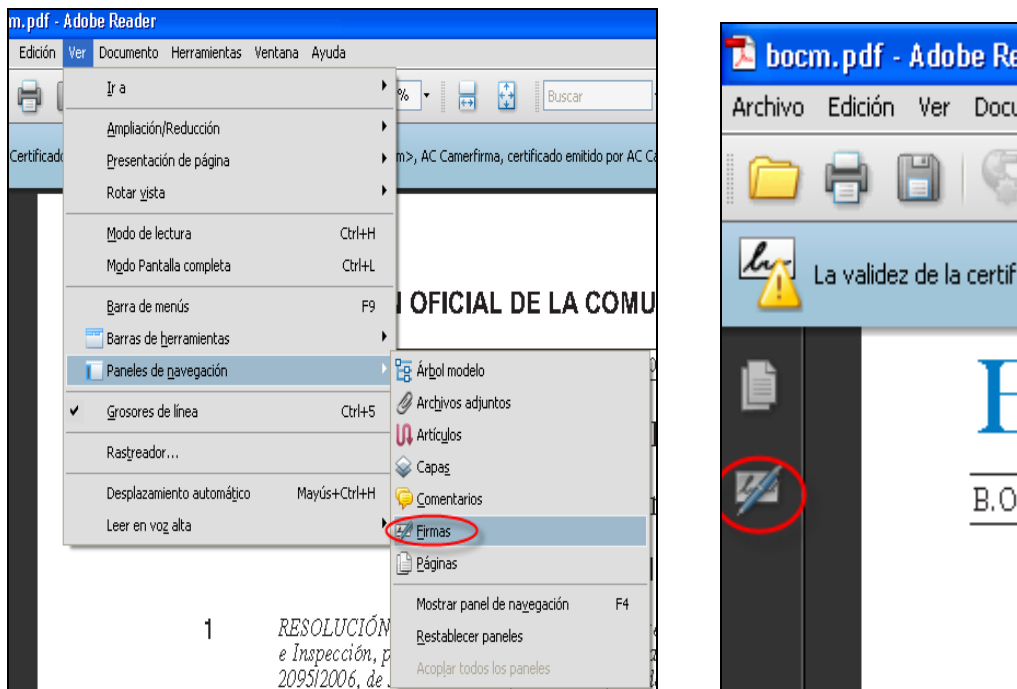 m.pdf - Adobe Reader
Edición Ver Documento Herramientas Ventana Ayuda
% Buscar
Certificado m>, AC Camerfirma, certificado emitido por AC Ca
Ir a
Ampliación/Reducción
Presentación de página
Rotar vista
Modo de lectura Ctrl+H
Modo Pantalla completa Ctrl+L
Barra de menús F9
Barras de herramientas
Paneles de navegación
Grosores de línea Ctrl+5
Rastreador...
Desplazamiento automático Mayús+Ctrl+H
Leer en voz alta
Árbol modelo
Archivos adjuntos
Artículos
Capas
Comentarios
Firmas
Páginas
Mostrar panel de navegación F4
Restablecer paneles
Acoplar todos los paneles
N OFICIAL DE LA COMU
1 RESOLUCIÓN
e Inspección, p
2095/2006, de
bocm.pdf - Adobe Re
Archivo Edición Ver Docu
La validez de la certif
B.O